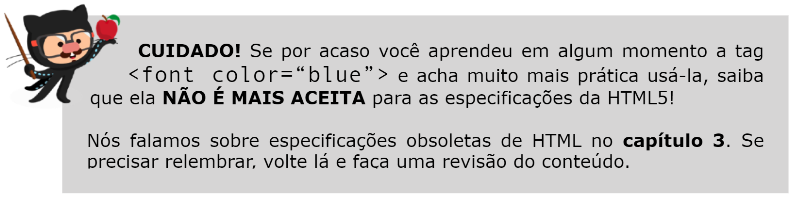 CUIDADO! Se por acaso você aprendeu em algum momento a tag
<font color=“blue”> e acha muito mais prática usá-la, saiba
que ela NÃO É MAIS ACEITA para as especificações da HTML5!
Nós falamos sobre especificações obsoletas de HTML no capítulo 3. Se
precisar relembrar, volte lá e faça uma revisão do conteúdo.